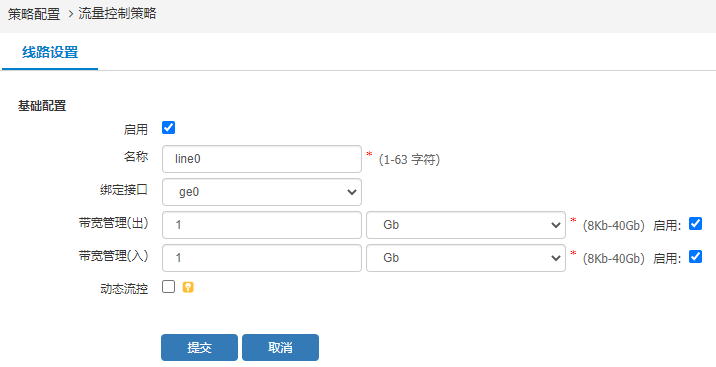 策略配置 > 流量控制策略
线路设置
基础配置
启用
名称 line0 * (1-63 字符)
绑定接口 ge0
带宽管理(出) 1 Gb * (8Kb-40Gb) 启用:
带宽管理(入) 1 Gb * (8Kb-40Gb) 启用:
动态流控 ?
提交 取消